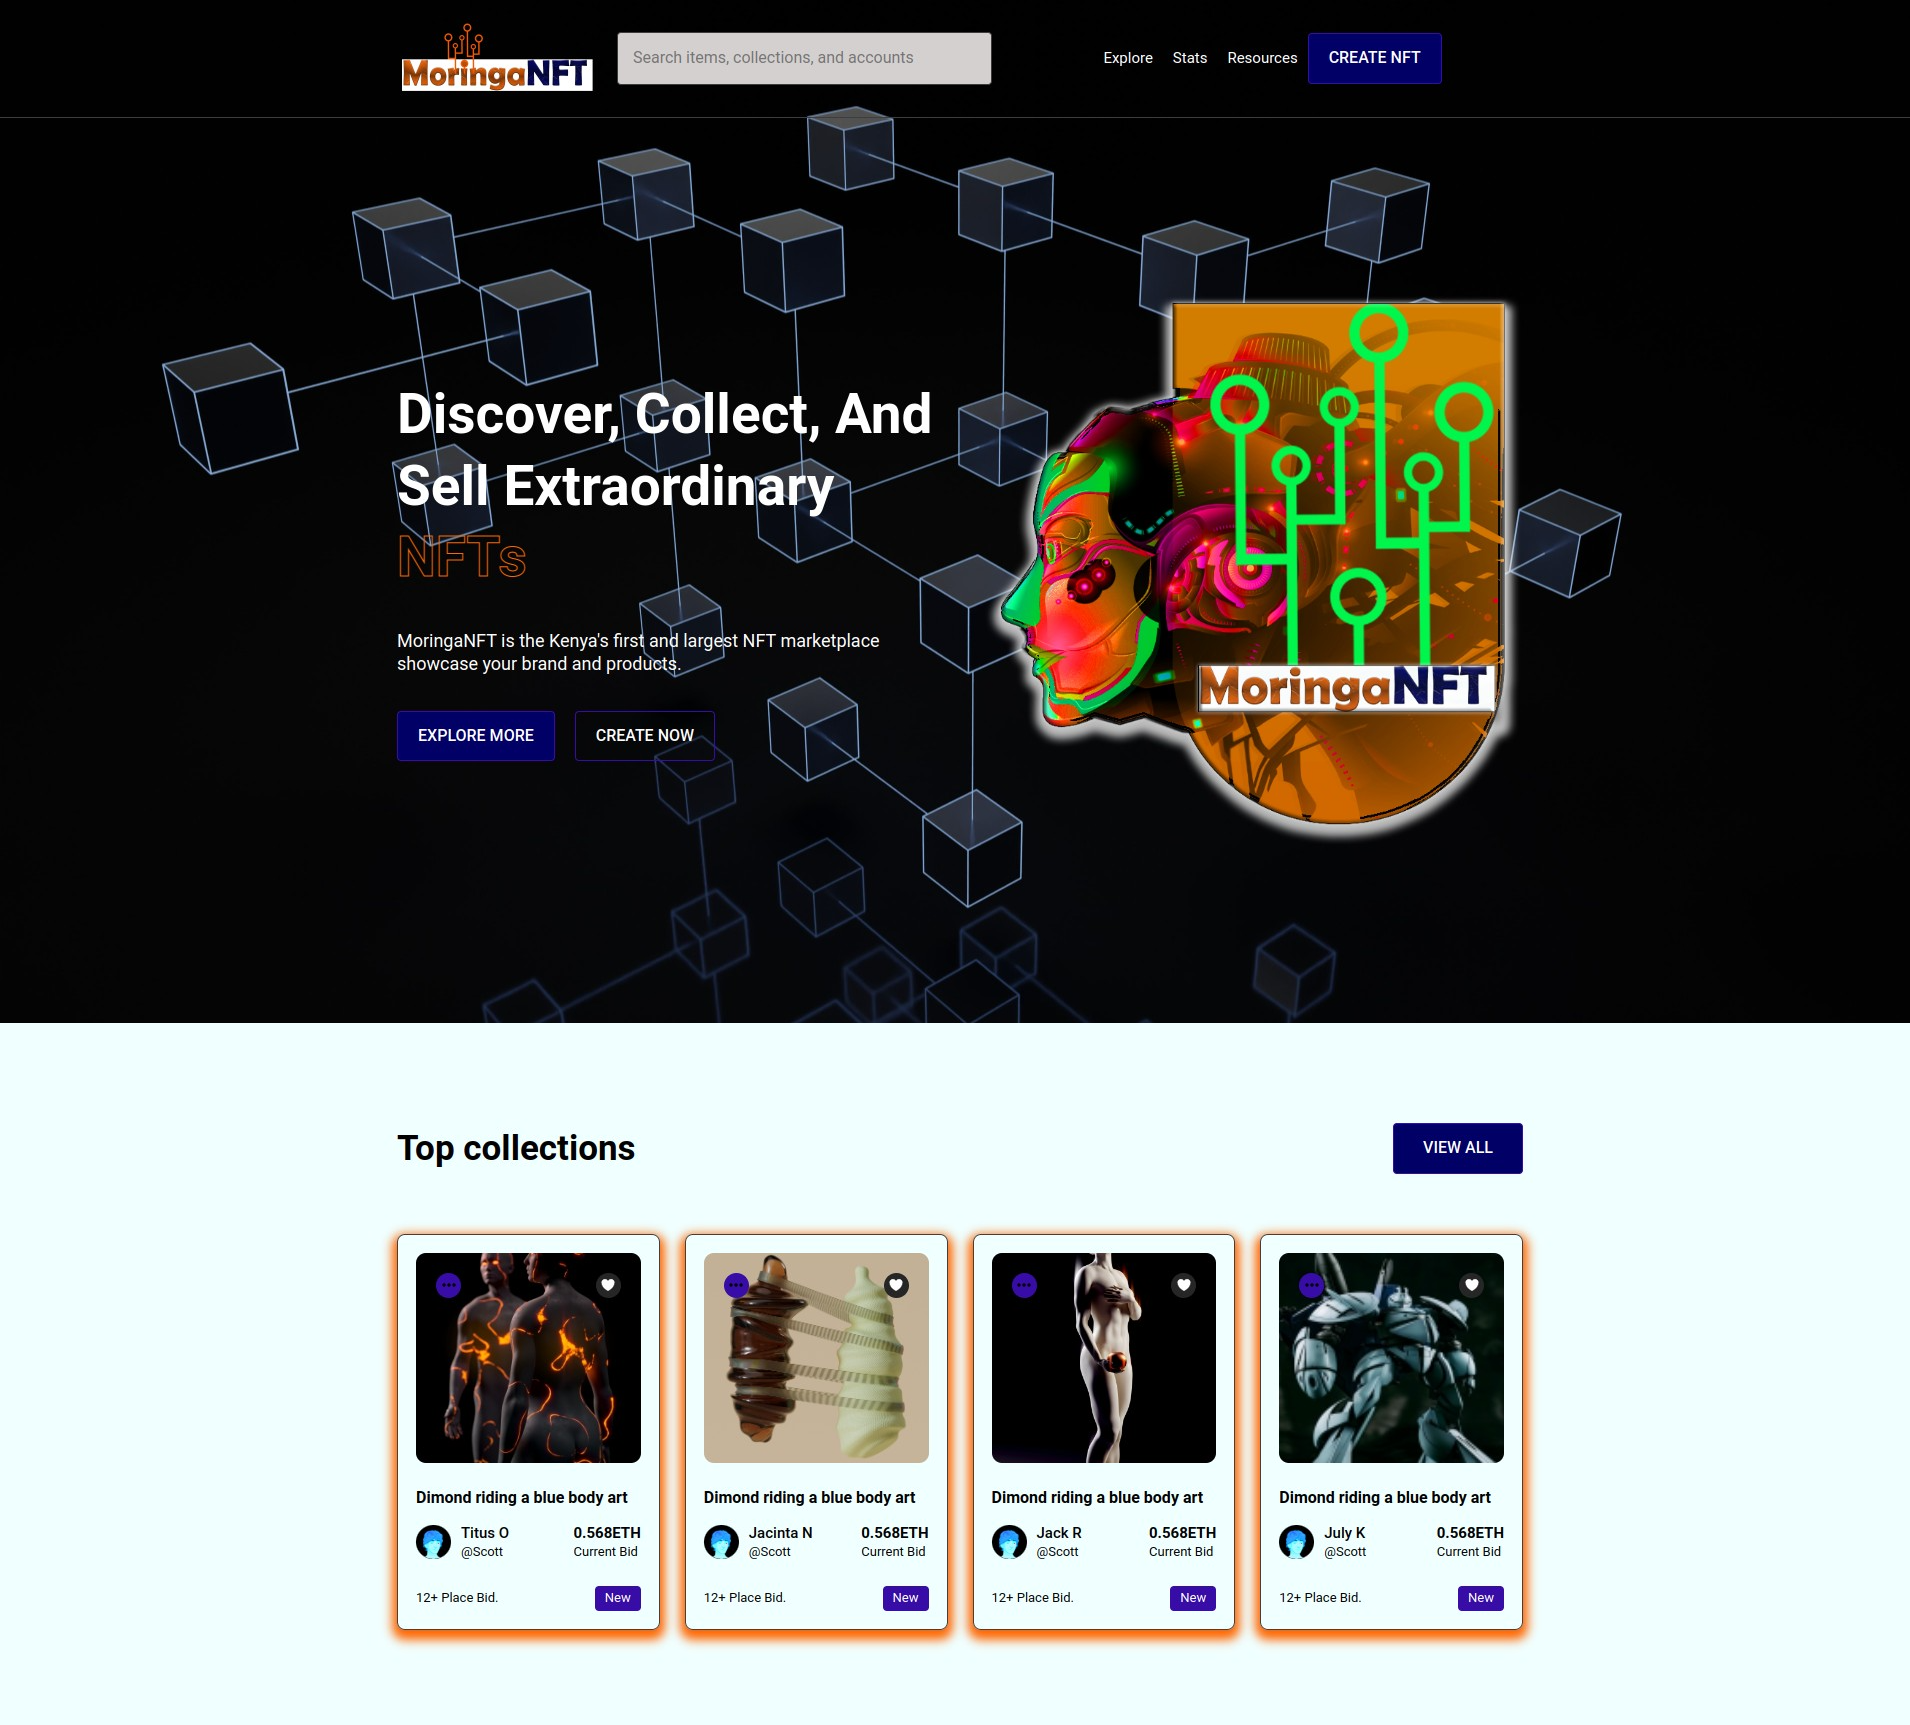 MoringaNFT
Search items, collections, and accounts
Explore
Stats
Resources
CREATE NFT
Discover, Collect, And
Sell Extraordinary
NFTs
MoringaNFT is the Kenya's first and largest NFT marketplace
showcase your brand and products.
EXPLORE MORE
CREATE NOW
MoringaNFT
Top collections
VIEW ALL
Dimond riding a blue body art
Titus O
@Scott
0.568ETH
Current Bid
12+ Place Bid.
New
Dimond riding a blue body art
Jacinta N
@Scott
0.568ETH
Current Bid
12+ Place Bid.
New
Dimond riding a blue body art
Jack R
@Scott
0.568ETH
Current Bid
12+ Place Bid.
New
Dimond riding a blue body art
July K
@Scott
0.568ETH
Current Bid
12+ Place Bid.
New